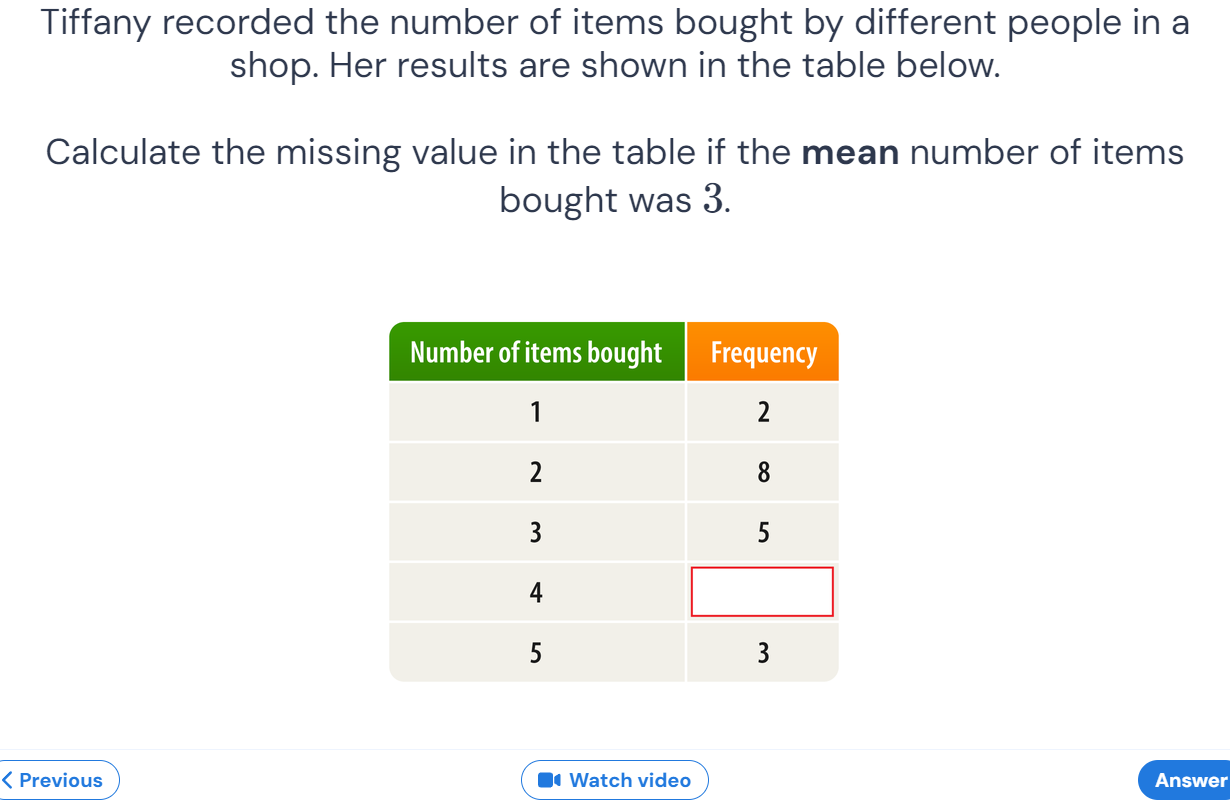 Tiffany recorded the number of items bought by different people in a
shop. Her results are shown in the table below.
Calculate the missing value in the table if the mean number of items
bought was 3.
Number of items bought Frequency
1 2
2 8
3 5
4
5 3
Previous Watch video Answer